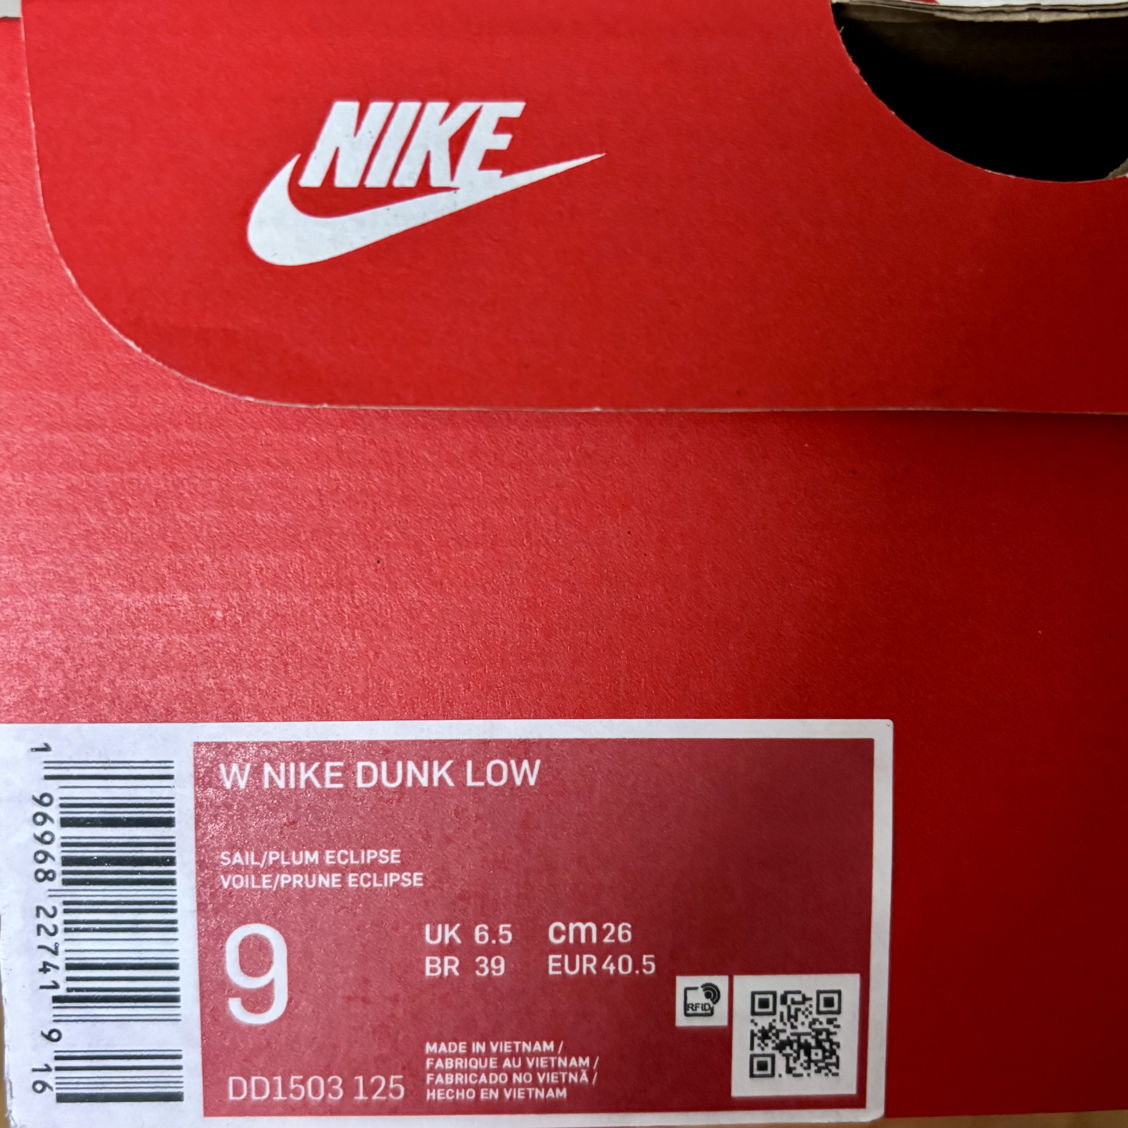 NIKE
W NIKE DUNK LOW
SAIL/PLUM ECLIPSE
VOILE/PRUNE ECLIPSE
9
UK 6.5 cm 26
BR 39 EUR 40.5
RFID
MADE IN VIETNAM /
FABRIQUE AU VIETNAM /
FABRICADO NO VIETNÃ /
HECHO EN VIETNAM
DD1503 125
1 96968 22741 9 16